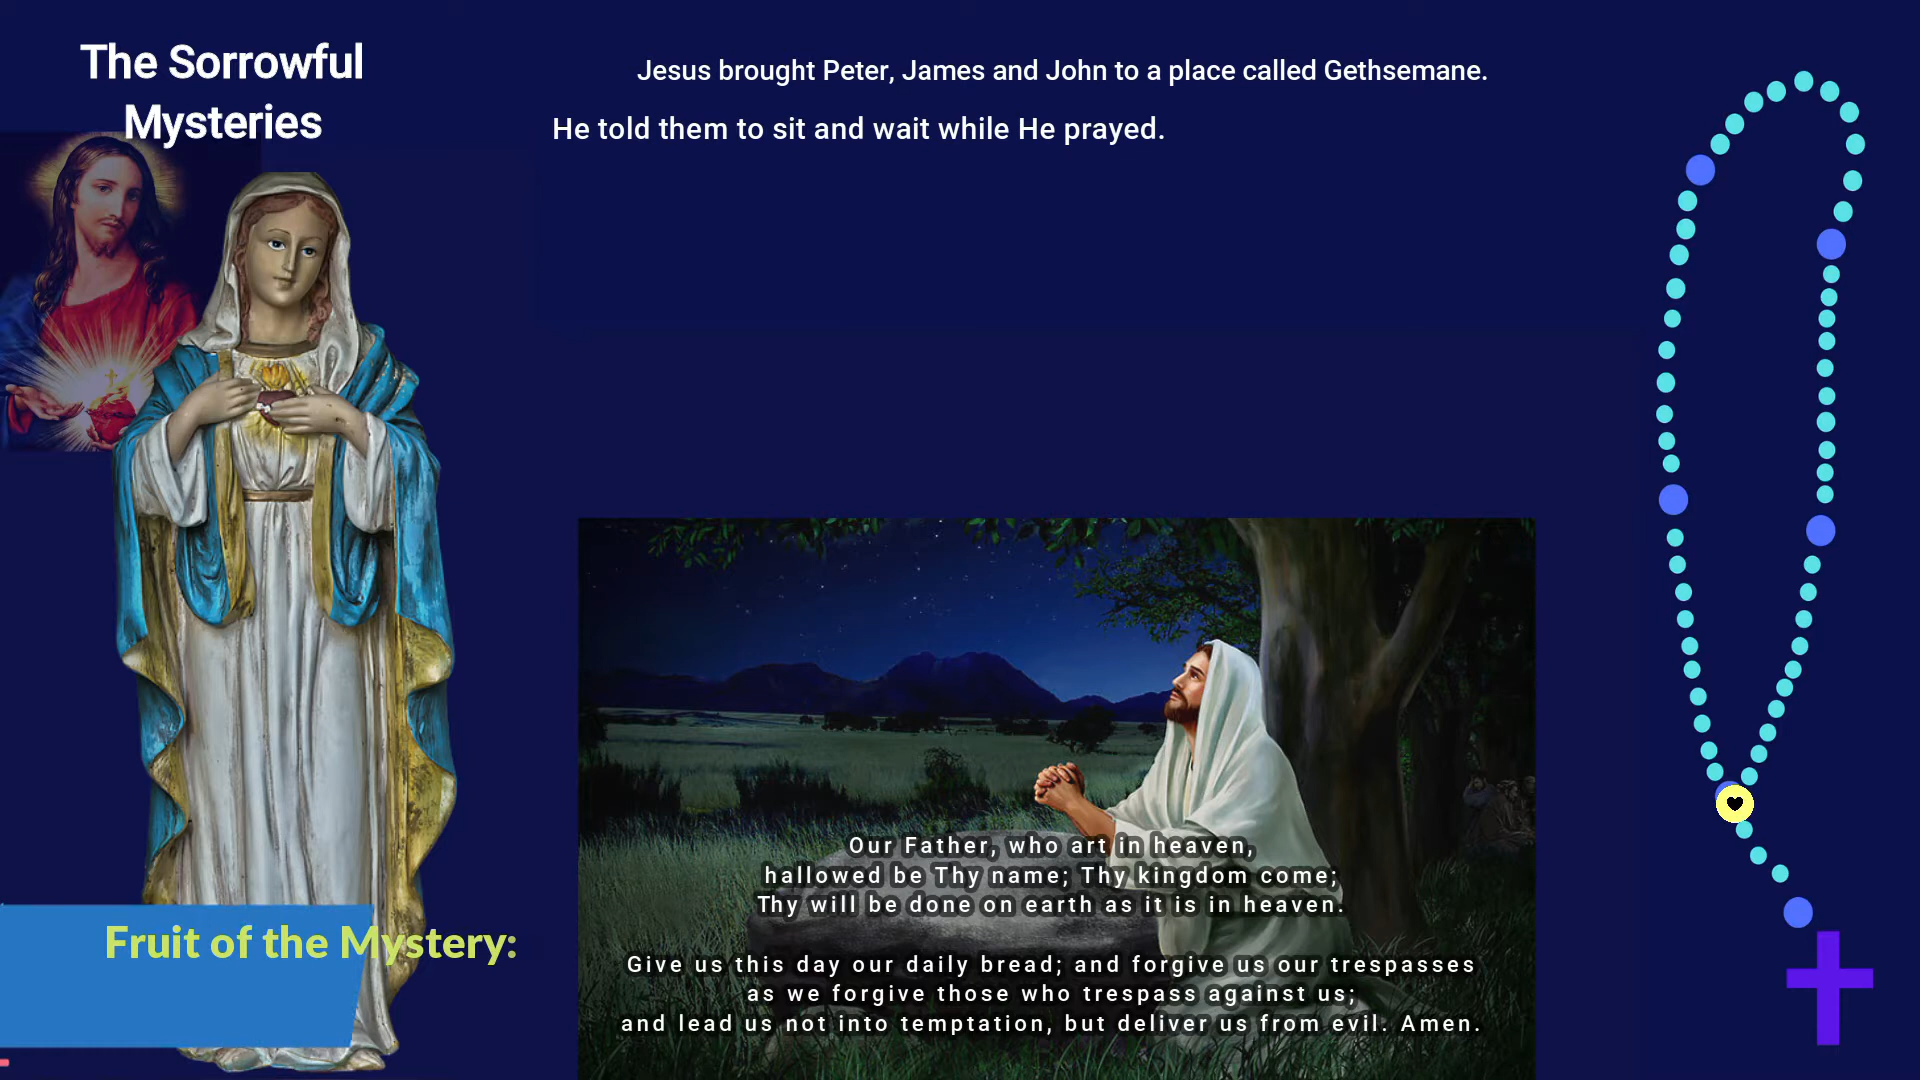 The Sorrowful
Mysteries
Jesus brought Peter, James and John to a place called Gethsemane.
He told them to sit and wait while He prayed.
Our Father, who art in heaven,
hallowed be Thy name; Thy kingdom come;
Thy will be done on earth as it is in heaven.
Give us this day our daily bread; and forgive us our trespasses
as we forgive those who trespass against us;
and lead us not into temptation, but deliver us from evil. Amen.
Fruit of the Mystery: